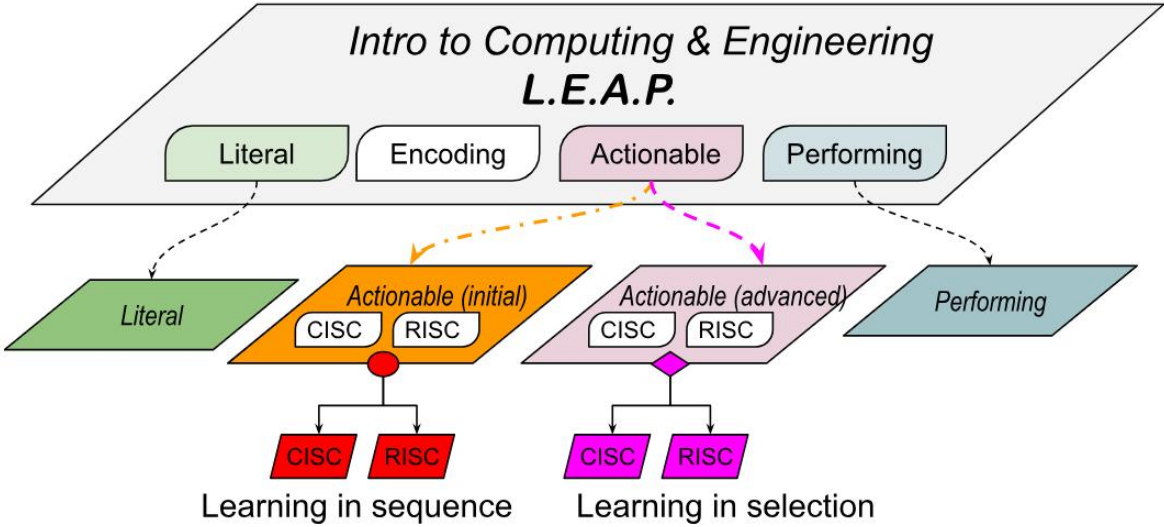 Intro to Computing & Engineering
L.E.A.P.
Literal Encoding Actionable Performing
Literal Actionable (initial) Actionable (advanced) Performing
CISC RISC CISC RISC
CISC RISC CISC RISC
Learning in sequence Learning in selection